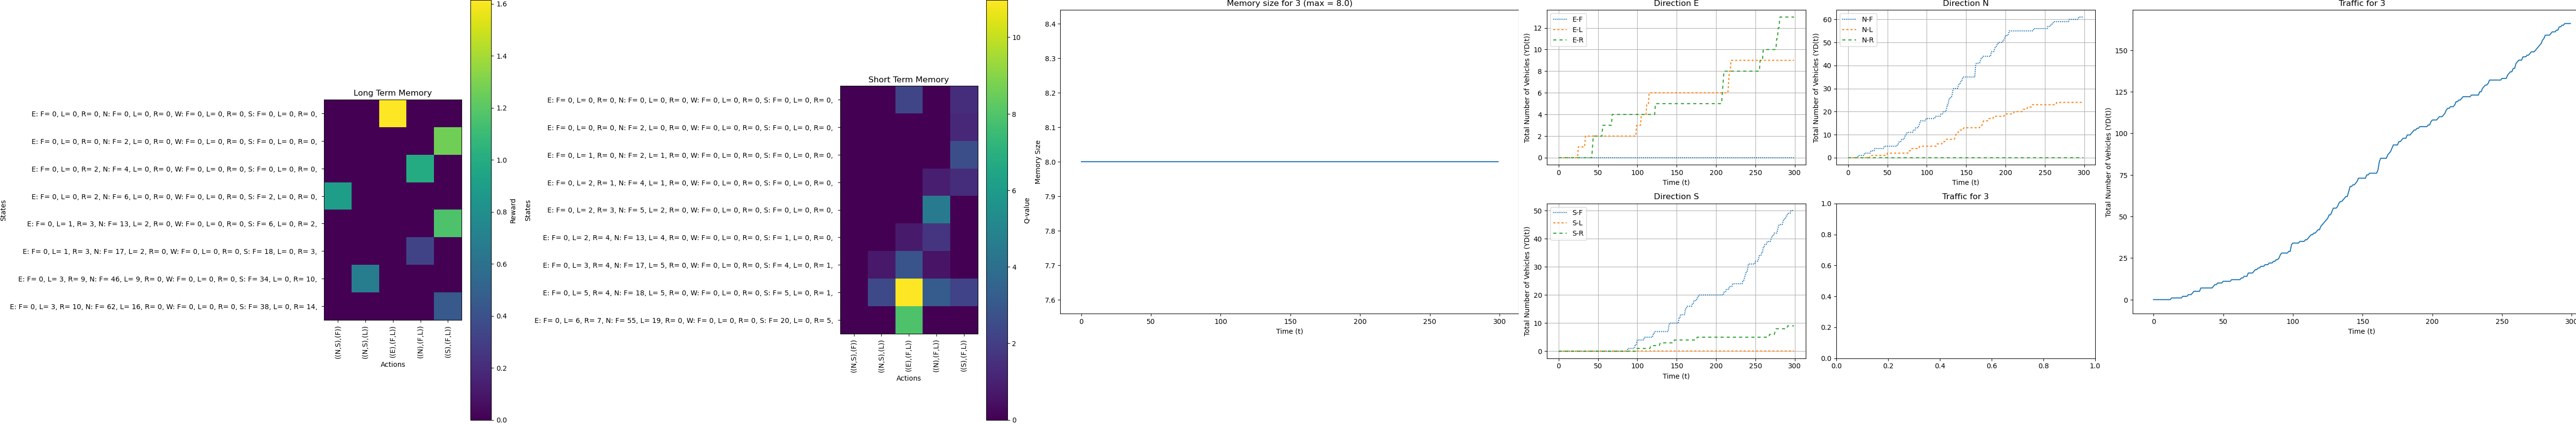 Long Term Memory
States
E: F= 0, L= 0, R= 0, N: F= 0, L= 0, R= 0, W: F= 0, L= 0, R= 0, S: F= 0, L= 0, R= 0,
E: F= 0, L= 0, R= 0, N: F= 2, L= 0, R= 0, W: F= 0, L= 0, R= 0, S: F= 0, L= 0, R= 0,
E: F= 0, L= 0, R= 2, N: F= 4, L= 0, R= 0, W: F= 0, L= 0, R= 0, S: F= 0, L= 0, R= 0,
E: F= 0, L= 0, R= 2, N: F= 6, L= 0, R= 0, W: F= 0, L= 0, R= 0, S: F= 2, L= 0, R= 0,
E: F= 0, L= 1, R= 3, N: F= 13, L= 2, R= 0, W: F= 0, L= 0, R= 0, S: F= 6, L= 0, R= 2,
E: F= 0, L= 1, R= 3, N: F= 17, L= 2, R= 0, W: F= 0, L= 0, R= 0, S: F= 18, L= 0, R= 3,
E: F= 0, L= 3, R= 9, N: F= 46, L= 9, R= 0, W: F= 0, L= 0, R= 0, S: F= 34, L= 0, R= 10,
E: F= 0, L= 3, R= 10, N: F= 62, L= 16, R= 0, W: F= 0, L= 0, R= 0, S: F= 38, L= 0, R= 14,
((N,S),(F))
((N,S),(L))
((E),(F,L))
((N),(F,L))
((S),(F,L))
Actions
1.6
1.4
1.2
1.0
0.8
0.6
0.4
0.2
0.0
Reward
Short Term Memory
States
E: F= 0, L= 0, R= 0, N: F= 0, L= 0, R= 0, W: F= 0, L= 0, R= 0, S: F= 0, L= 0, R= 0,
E: F= 0, L= 0, R= 0, N: F= 2, L= 0, R= 0, W: F= 0, L= 0, R= 0, S: F= 0, L= 0, R= 0,
E: F= 0, L= 1, R= 0, N: F= 2, L= 1, R= 0, W: F= 0, L= 0, R= 0, S: F= 0, L= 0, R= 0,
E: F= 0, L= 2, R= 1, N: F= 4, L= 1, R= 0, W: F= 0, L= 0, R= 0, S: F= 0, L= 0, R= 0,
E: F= 0, L= 2, R= 3, N: F= 5, L= 2, R= 0, W: F= 0, L= 0, R= 0, S: F= 0, L= 0, R= 0,
E: F= 0, L= 2, R= 4, N: F= 13, L= 4, R= 0, W: F= 0, L= 0, R= 0, S: F= 1, L= 0, R= 0,
E: F= 0, L= 3, R= 4, N: F= 17, L= 5, R= 0, W: F= 0, L= 0, R= 0, S: F= 4, L= 0, R= 1,
E: F= 0, L= 5, R= 4, N: F= 18, L= 5, R= 0, W: F= 0, L= 0, R= 0, S: F= 5, L= 0, R= 1,
E: F= 0, L= 6, R= 7, N: F= 55, L= 19, R= 0, W: F= 0, L= 0, R= 0, S: F= 20, L= 0, R= 5,
((N,S),(F))
((N,S),(L))
((E),(F,L))
((N),(F,L))
((S),(F,L))
Actions
10
8
6
4
2
0
Q-value
Memory size for 3 (max = 8.0)
Memory Size
8.4
8.3
8.2
8.1
8.0
7.9
7.8
7.7
7.6
0 50 100 150 200 250 300
Time (t)
Direction E
E-F
E-L
E-R
Total Number of Vehicles (YD(t))
12
10
8
6
4
2
0
0 50 100 150 200 250 300
Time (t)
Direction N
N-F
N-L
N-R
Total Number of Vehicles (YD(t))
60
50
40
30
20
10
0
0 50 100 150 200 250 300
Time (t)
Direction S
S-F
S-L
S-R
Total Number of Vehicles (YD(t))
50
40
30
20
10
0
0 50 100 150 200 250 300
Time (t)
Traffic for 3
1.0
0.8
0.6
0.4
0.2
0.0
0.0 0.2 0.4 0.6 0.8 1.0
Traffic for 3
Total Number of Vehicles (YD(t))
150
125
100
75
50
25
0
0 50 100 150 200 250
Time (t)